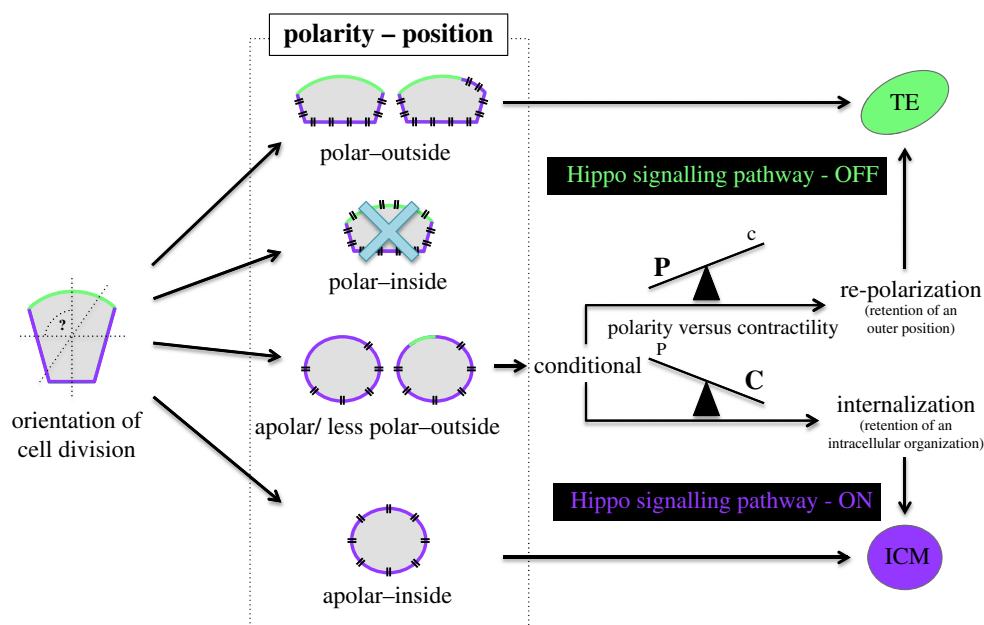 polarity – position
TE
polar–outside
Hippo signalling pathway - OFF
c
P
polar–inside
?
re-polarization
(retention of an
outer position)
polarity versus contractility
P
conditional
C
internalization
(retention of an
intracellular organization)
orientation of
cell division
apolar/ less polar–outside
Hippo signalling pathway - ON
ICM
apolar–inside